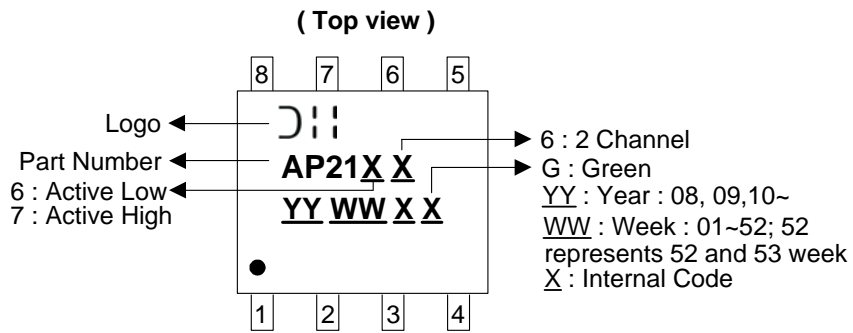 ( Top view )
8 7 6 5
Logo
Part Number
6 : Active Low
7 : Active High
AP21X X
YY WW X X
6 : 2 Channel
G : Green
YY : Year : 08, 09,10~
WW : Week : 01~52; 52
represents 52 and 53 week
X : Internal Code
1 2 3 4